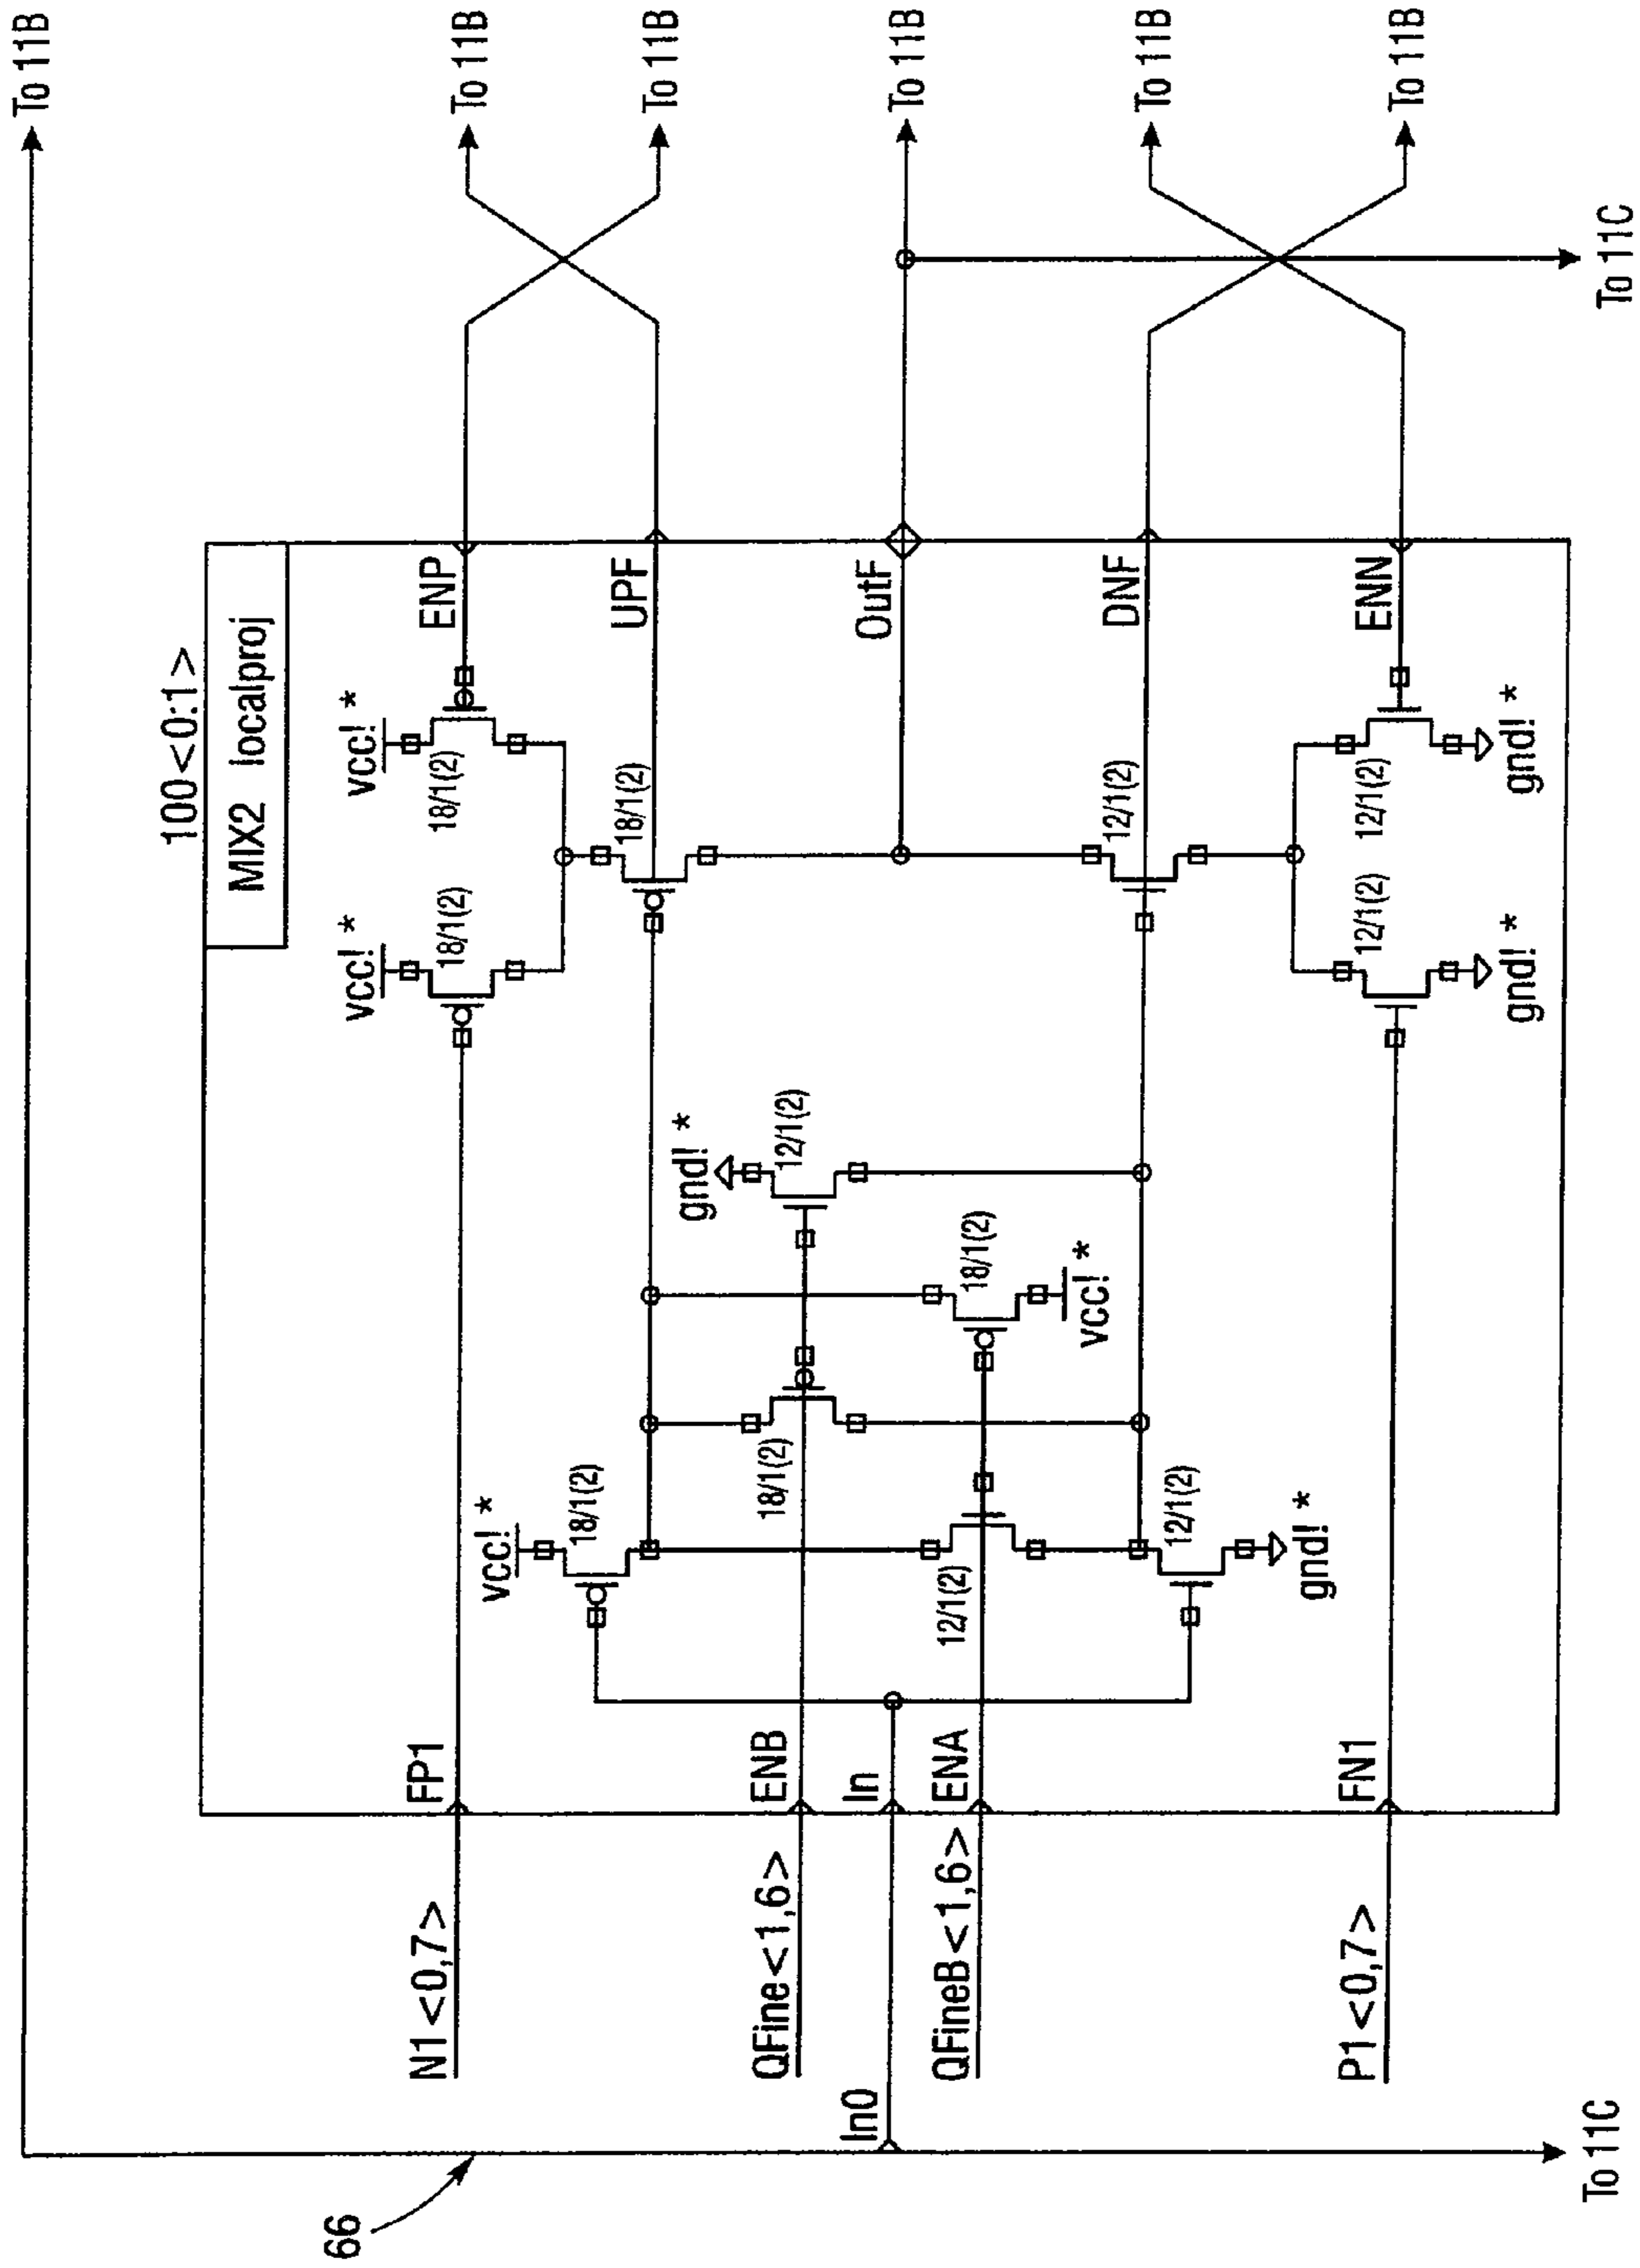 To 11B
100<0:1>
MIX2 localproj
N1<0,7>
FP1
vcc! *
18/1(2)
vcc! *
18/1(2)
ENP
To 11B
vcc! *
18/1(2)
18/1(2)
UPF
To 11B
gnd! *
12/1(2)
18/1(2)
QFine<1,6>
ENB
In0
In
OutF
To 11B
QFineB<1,6>
ENA
12/1(2)
18/1(2)
vcc! *
12/1(2)
gnd! *
12/1(2)
DNF
To 11B
P1<0,7>
FN1
12/1(2)
gnd! *
12/1(2)
gnd! *
ENN
To 11B
66
To 11C
To 11C